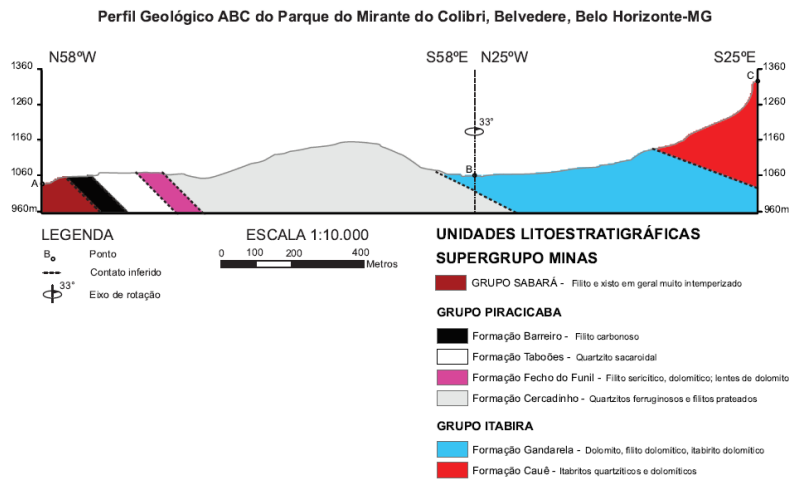 Perfil Geológico ABC do Parque do Mirante do Colibri, Belvedere, Belo Horizonte-MG
N58ºW
S58ºE
N25ºW
S25ºE
1360
1260
1160
1060
960m
1360
1260
1160
1060
960m
A
B
C
33°
LEGENDA
B Ponto
Contato inferido
33° Eixo de rotação
ESCALA 1:10.000
0 100 200 400
Metros
UNIDADES LITOESTRATIGRÁFICAS
SUPERGRUPO MINAS
GRUPO SABARÁ - Filito e xisto em geral muito intemperizado
GRUPO PIRACICABA
Formação Barreiro - Filito carbonoso
Formação Taboões - Quartzito sacaroidal
Formação Fecho do Funil - Filito sericítico, dolomítico; lentes de dolomito
Formação Cercadinho - Quartzitos ferruginosos e filitos prateados
GRUPO ITABIRA
Formação Gandarela - Dolomito, filito dolomítico, itabirito dolomítico
Formação Cauê - Itabritos quartzíticos e dolomíticos